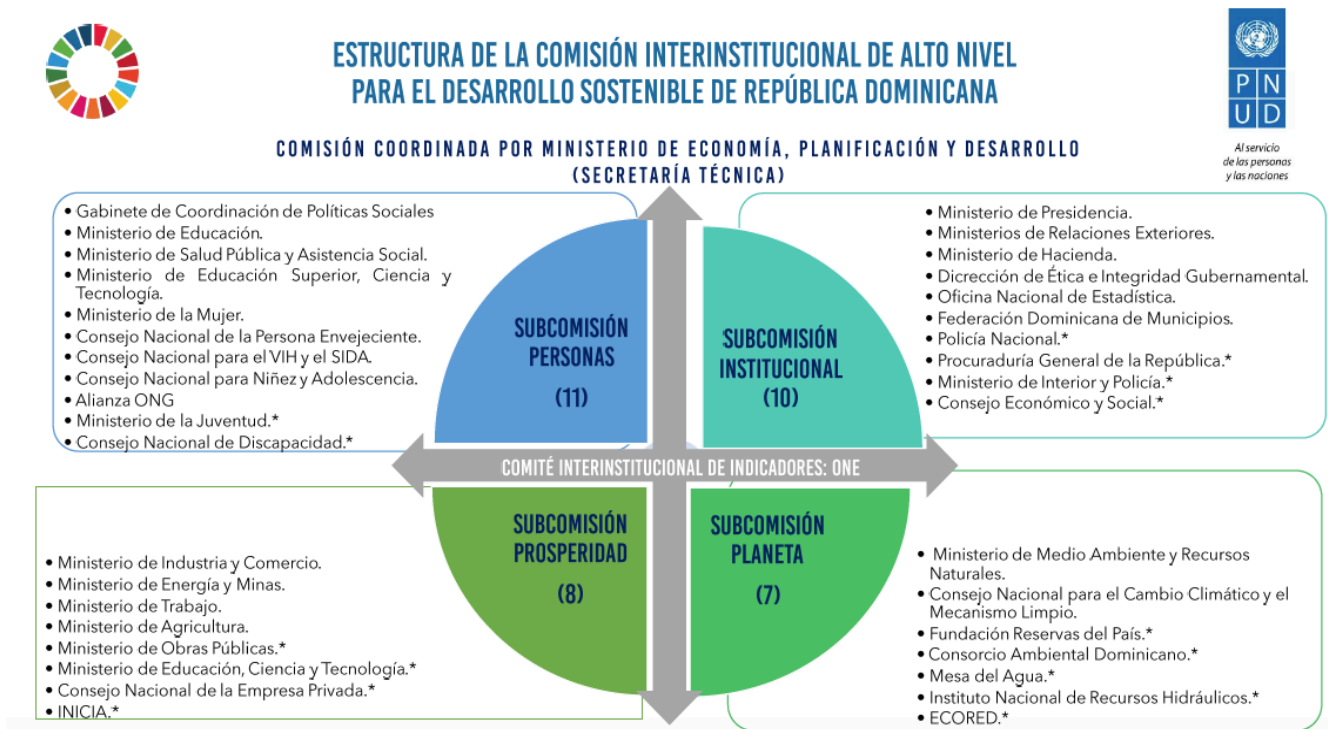 ESTRUCTURA DE LA COMISIÓN INTERINSTITUCIONAL DE ALTO NIVEL
PARA EL DESARROLLO SOSTENIBLE DE REPÚBLICA DOMINICANA
P N
U D
Al servicio
de las personas
y las naciones
COMISIÓN COORDINADA POR MINISTERIO DE ECONOMÍA, PLANIFICACIÓN Y DESARROLLO
(SECRETARÍA TÉCNICA)
• Gabinete de Coordinación de Políticas Sociales
• Ministerio de Educación.
• Ministerio de Salud Pública y Asistencia Social.
• Ministerio de Educación Superior, Ciencia y
Tecnología.
• Ministerio de la Mujer.
• Consejo Nacional de la Persona Envejeciente.
• Consejo Nacional para el VIH y el SIDA.
• Consejo Nacional para Niñez y Adolescencia.
• Alianza ONG
• Ministerio de la Juventud.*
• Consejo Nacional de Discapacidad.*
SUBCOMISIÓN
PERSONAS
(11)
SUBCOMISIÓN
INSTITUCIONAL
(10)
• Ministerio de Presidencia.
• Ministerios de Relaciones Exteriores.
• Ministerio de Hacienda.
• Dicrección de Ética e Integridad Gubernamental.
• Oficina Nacional de Estadística.
• Federación Dominicana de Municipios.
• Policía Nacional.*
• Procuraduría General de la República.*
• Ministerio de Interior y Policía.*
• Consejo Económico y Social.*
COMITÉ INTERINSTITUCIONAL DE INDICADORES: ONE
• Ministerio de Industria y Comercio.
• Ministerio de Energía y Minas.
• Ministerio de Trabajo.
• Ministerio de Agricultura.
• Ministerio de Obras Públicas.*
• Ministerio de Educación, Ciencia y Tecnología.*
• Consejo Nacional de la Empresa Privada.*
• INICIA.*
SUBCOMISIÓN
PROSPERIDAD
(8)
SUBCOMISIÓN
PLANETA
(7)
• Ministerio de Medio Ambiente y Recursos
Naturales.
• Consejo Nacional para el Cambio Climático y el
Mecanismo Limpio.
• Fundación Reservas del País.*
• Consorcio Ambiental Dominicano.*
• Mesa del Agua.*
• Instituto Nacional de Recursos Hidráulicos.*
• ECORED.*